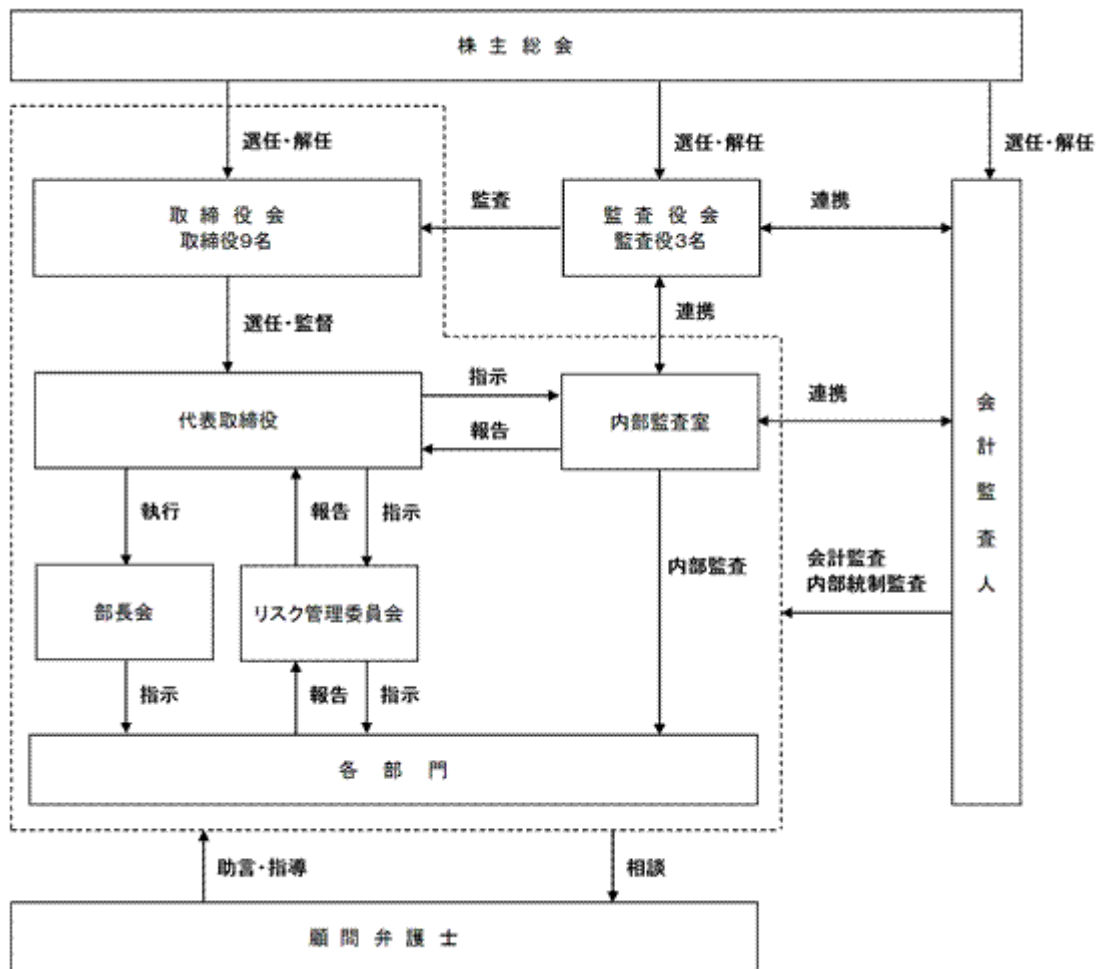 株主総会
選任・解任
選任・解任
選任・解任
取締役会
取締役9名
監査
監査役会
監査役3名
連携
選任・監督
連携
代表取締役
指示
報告
内部監査室
連携
会計監査人
執行
報告
指示
内部監査
会計監査
内部統制監査
部長会
リスク管理委員会
指示
報告
指示
各部門
助言・指導
相談
顧問弁護士